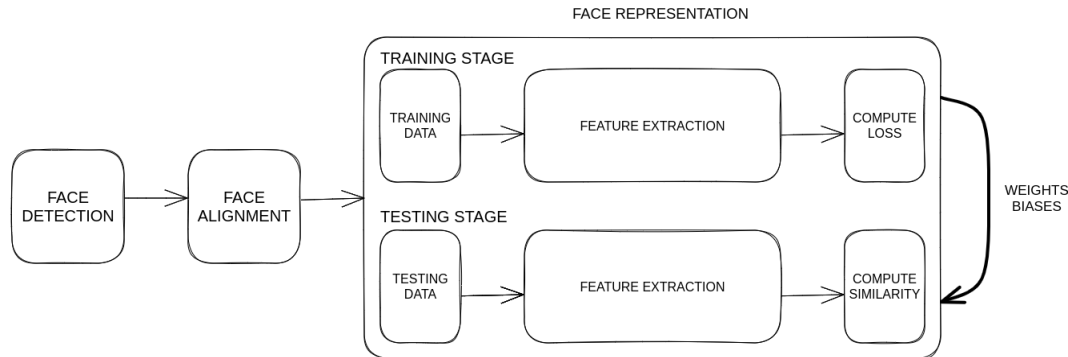 FACE REPRESENTATION
TRAINING STAGE
TRAINING
DATA
FEATURE EXTRACTION
COMPUTE
LOSS
FACE
DETECTION
FACE
ALIGNMENT
WEIGHTS
BIASES
TESTING STAGE
TESTING
DATA
FEATURE EXTRACTION
COMPUTE
SIMILARITY